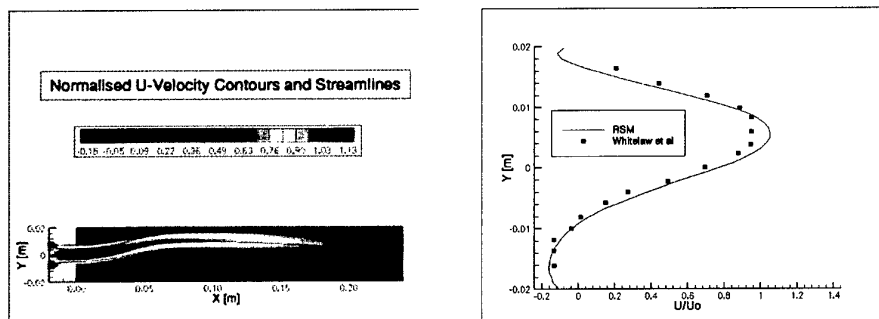 Normalised U-Velocity Contours and Streamlines
-0.18 -0.05 0.09 0.22 0.36 0.49 0.63 0.76 0.90 1.03 1.13
0.02
Y [m]
0.00
0.05
0.10
0.15
0.20
X [m]
0.02
0.01
0
-0.01
-0.02
Y [m]
RSM
Whitelaw et al
-0.2 0 0.2 0.4 0.6 0.8 1 1.2 1.4
U/Uo